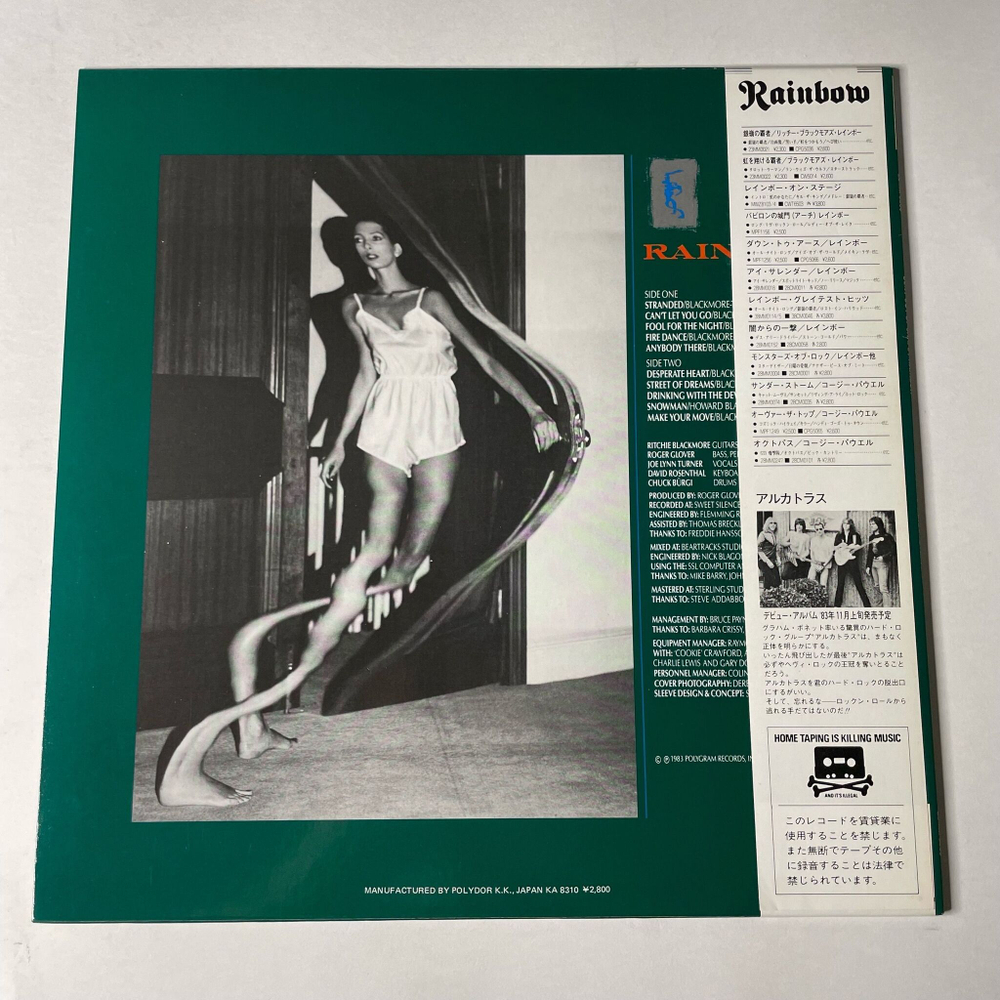 RAIN
SIDE ONE
STRANDED/BLACKMORE-
CAN'T LET YOU GO/BLAC
FOOL FOR THE NIGHT/BL
FIRE DANCE/BLACKMORE
ANYBODY THERE/BLACKM
SIDE TWO
DESPERATE HEART/BLACK
STREET OF DREAMS/BLAC
DRINKING WITH THE DEV
SNOWMAN/HOWARD BLA
MAKE YOUR MOVE/BLACK
RITCHIE BLACKMORE GUITARS
ROGER GLOVER BASS, PE
JOE LYNN TURNER VOCALS
DAVID ROSENTHAL KEYBOA
CHUCK BÜRGI DRUMS
PRODUCED BY: ROGER GLOV
RECORDED AT: SWEET SILENCE
ENGINEERED BY: FLEMMING R
ASSISTED BY: THOMAS BRECKL
THANKS TO: FREDDIE HANSSO
MIXED AT: BEARTRACKS STUDI
ENGINEERED BY: NICK BLAGO
USING THE: SSL COMPUTER A
THANKS TO: MIKE BARRY, JOH
MASTERED AT: STERLING STUD
THANKS TO: STEVE ADDABBO
MANAGEMENT BY: BRUCE PAYN
THANKS TO: BARBARA CRISSY,
EQUIPMENT MANAGER: RAYM
WITH: 'COOKIE' CRAWFORD, A
CHARLIE LEWIS AND GARY DO
PERSONNEL MANAGER: COLIN
COVER PHOTOGRAPHY: DER
SLEEVE DESIGN & CONCEPT: S
© ℗ 1983 POLYGRAM RECORDS, IN
MANUFACTURED BY POLYDOR K.K., JAPAN KA 8310 ¥2,800
Rainbow
銀嶺の覇者/リッチー・ブラックモアズ・レインボー
虹を翔ける覇者/ブラックモアズ・レインボー
レインボー・オン・ステージ
バビロンの城門(アーチ) レインボー
ダウン・トゥ・アース/レインボー
アイ・サレンダー/レインボー
レインボー・グレイテスト・ヒッツ
闇からの一撃/レインボー
モンスターズ・オブ・ロック/レインボー他
サンダー・ストーム/コージー・パウエル
オーヴァー・ザ・トップ/コージー・パウエル
オクトパス/コージー・パウエル
アルカトラス
デビュー・アルバム '83年11月上旬発売予定
グラハム・ボネット率いる驚異のハード・ロ
ック・グループ"アルカトラス"は、まもなく
正体を明らかにする。
いったん飛び出したが最後"アルカトラス"は
必ずやヘヴィ・ロックの王冠を奪いとること
だろう。
アルカトラスを君のハード・ロックの脱出口
にするがいい。
そして、忘れるな——ロックン・ロールから
逃れる手だてはないのだ!!
HOME TAPING IS KILLING MUSIC
AND IT'S ILLEGAL
このレコードを賃貸業に
使用することを禁じます。
また無断でテープその他
に録音することは法律で
禁じられています。